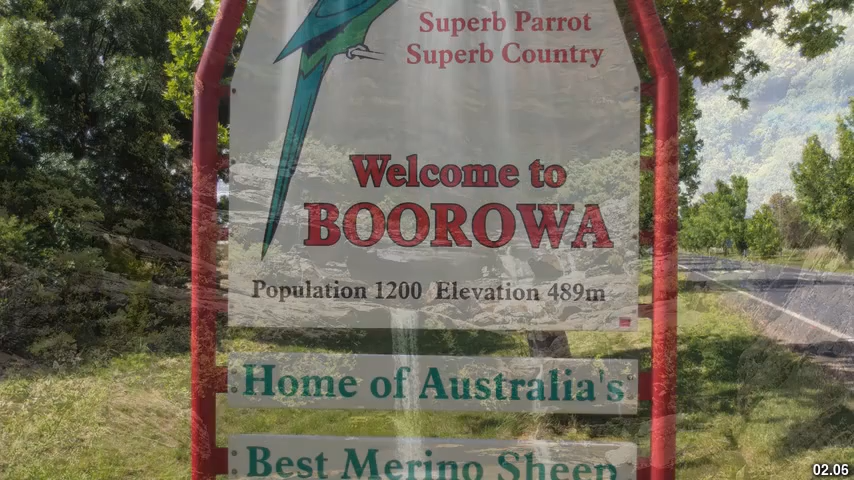 Superb Parrot
Superb Country
Welcome to
BOOROWA
Population 1200 Elevation 489m
Home of Australia's
Best Merino Sheep
02.06